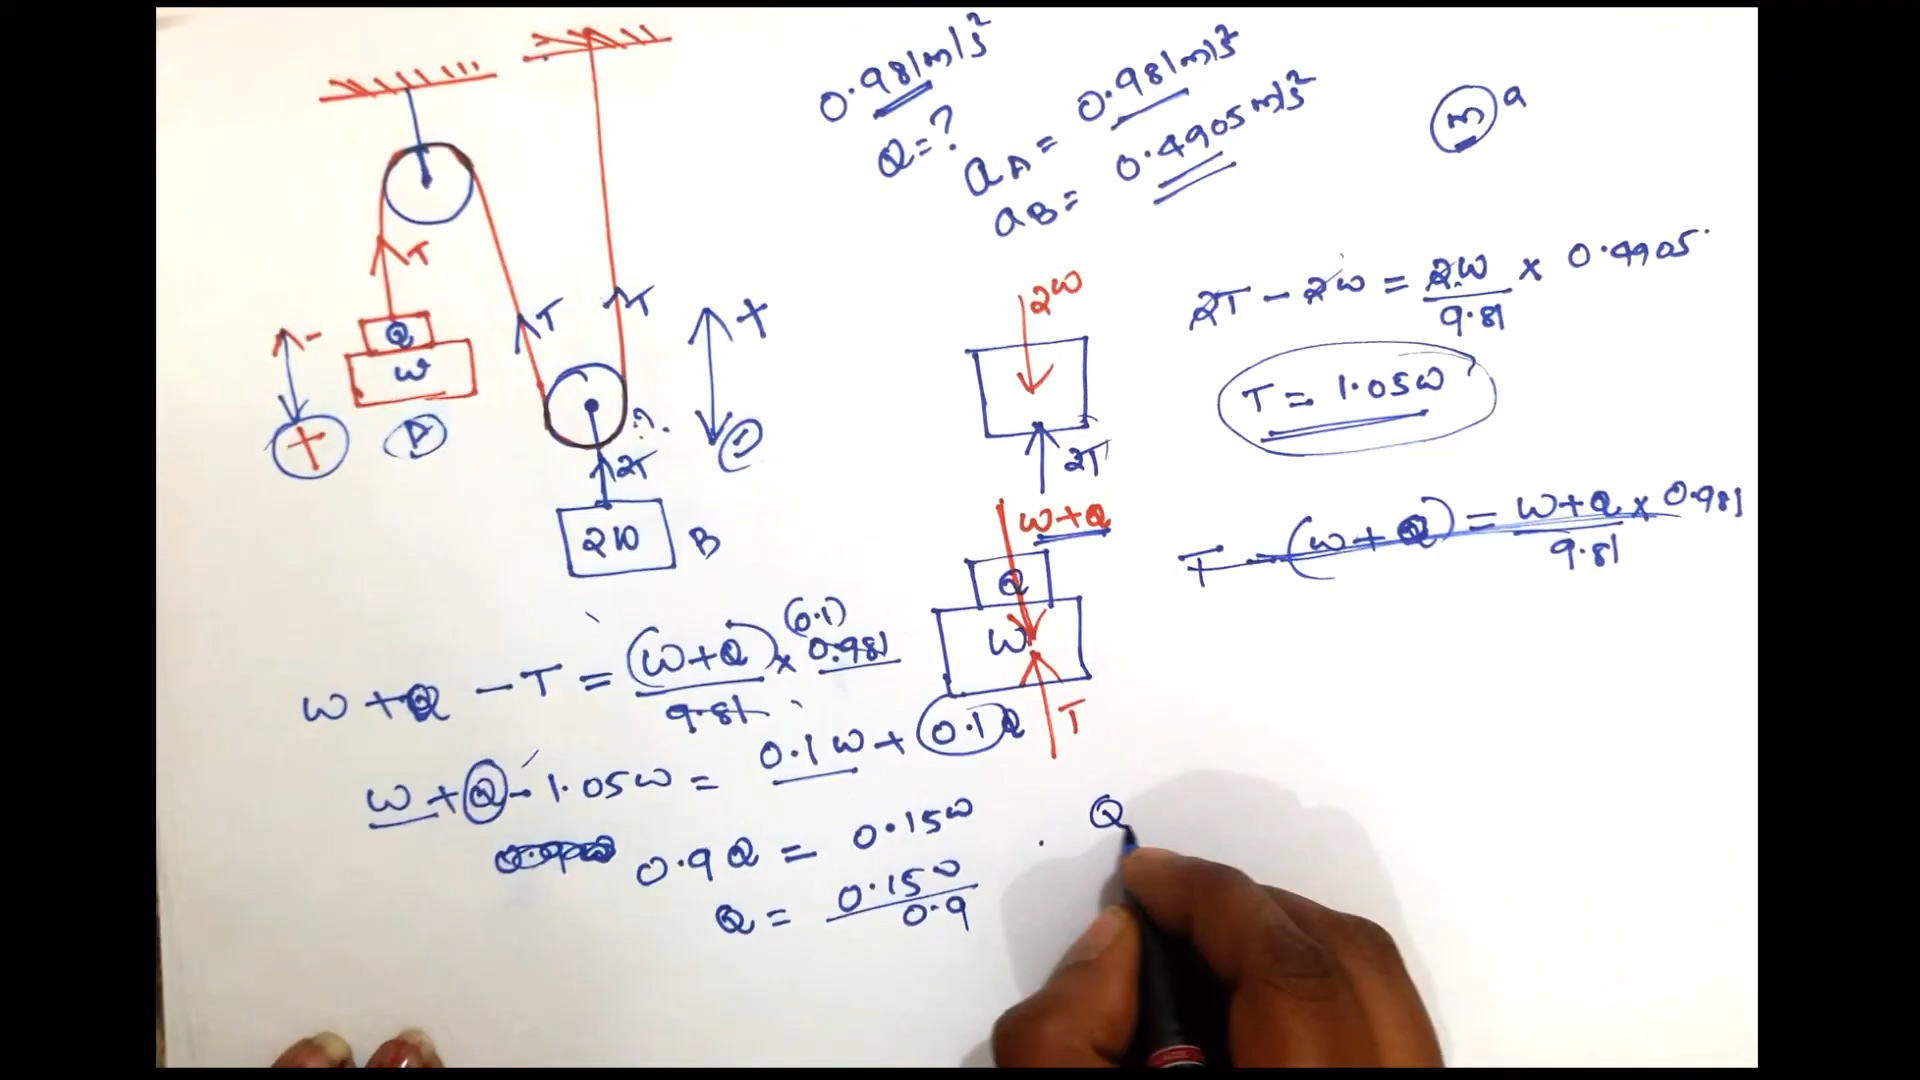 0.981m/s²
Q=?
aA = 0.981m/s²
aB = 0.4905 m/s²
m a
T
T
T
-
+
Q
W
A
+
-
2T
2W
B
2W
2T
2T - 2W = 2W/9.81 × 0.4905
T = 1.05W
W+Q
Q
W
T
T - (W+Q) = W+Q/9.81 × 0.981
W+Q - T = (W+Q)/9.81 × 0.981 (0.1)
W+Q - 1.05W = 0.1W + 0.1Q
0.9Q = 0.15W
Q = 0.15W/0.9
Q